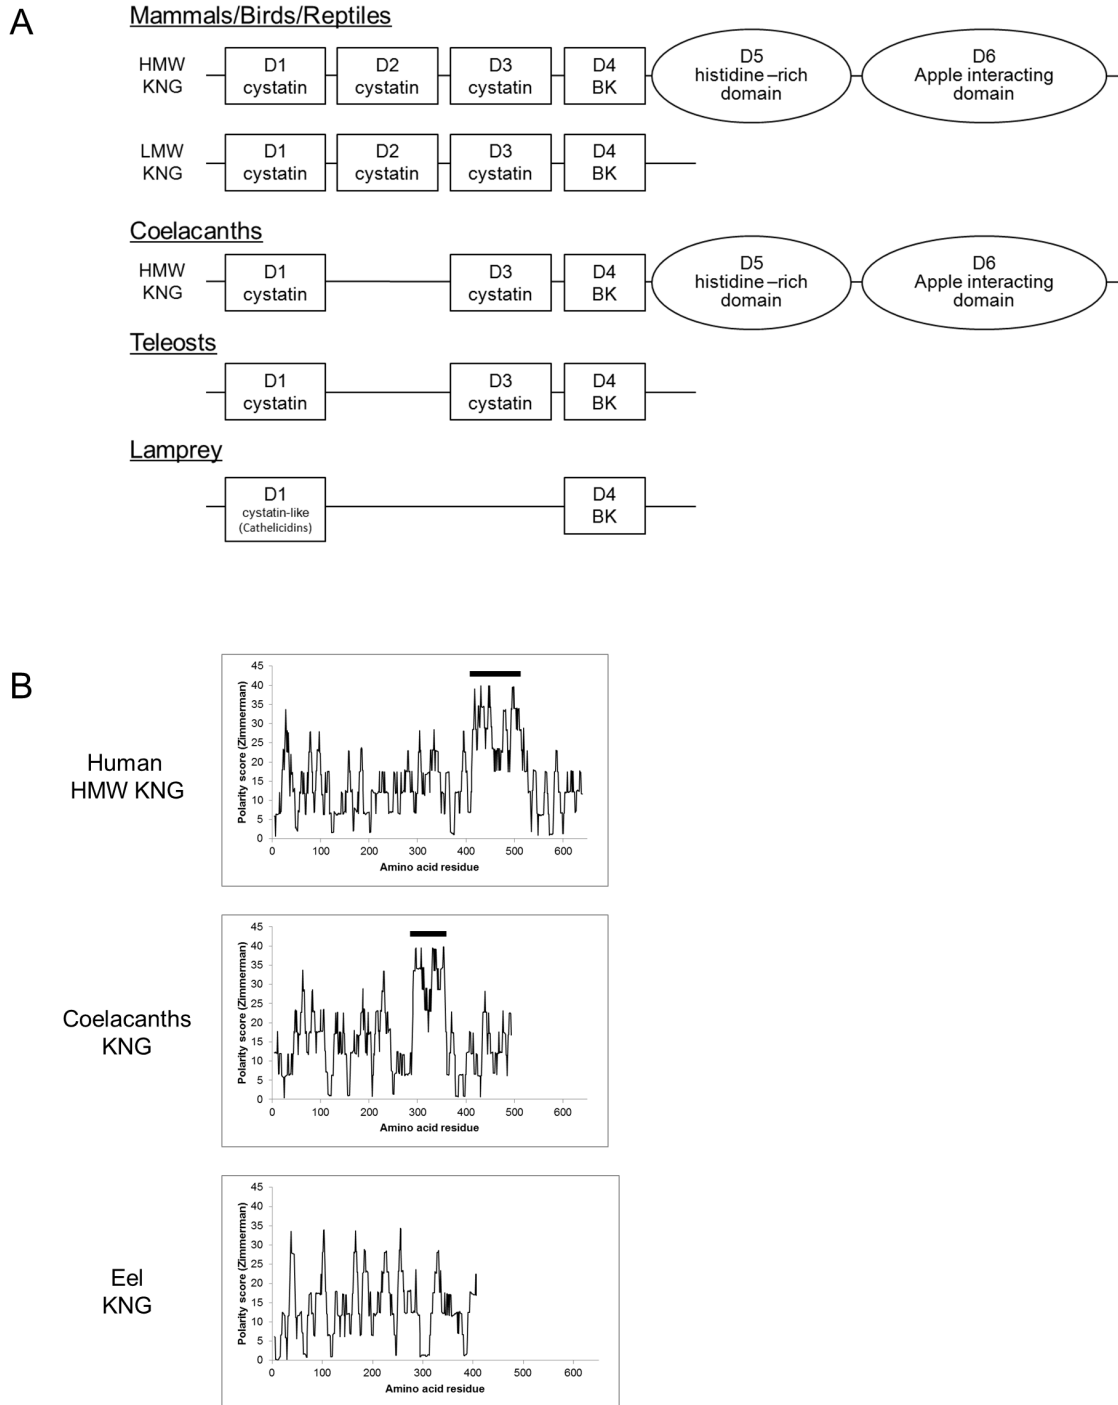 A
Mammals/Birds/Reptiles
HMW
KNG
D1
cystatin
D2
cystatin
D3
cystatin
D4
BK
D5
histidine –rich
domain
D6
Apple interacting
domain
LMW
KNG
D1
cystatin
D2
cystatin
D3
cystatin
D4
BK
Coelacanths
HMW
KNG
D1
cystatin
D3
cystatin
D4
BK
D5
histidine –rich
domain
D6
Apple interacting
domain
Teleosts
D1
cystatin
D3
cystatin
D4
BK
Lamprey
D1
cystatin-like
(Cathelicidins)
D4
BK
B
Human
HMW KNG
Polarity score (Zimmerman)
45
40
35
30
25
20
15
10
5
0
0 100 200 300 400 500 600
Amino acid residue
Coelacanths
KNG
Polarity score (Zimmerman)
45
40
35
30
25
20
15
10
5
0
0 100 200 300 400 500 600
Amino acid residue
Eel
KNG
Polarity score (Zimmerman)
45
40
35
30
25
20
15
10
5
0
0 100 200 300 400 500 600
Amino acid residue